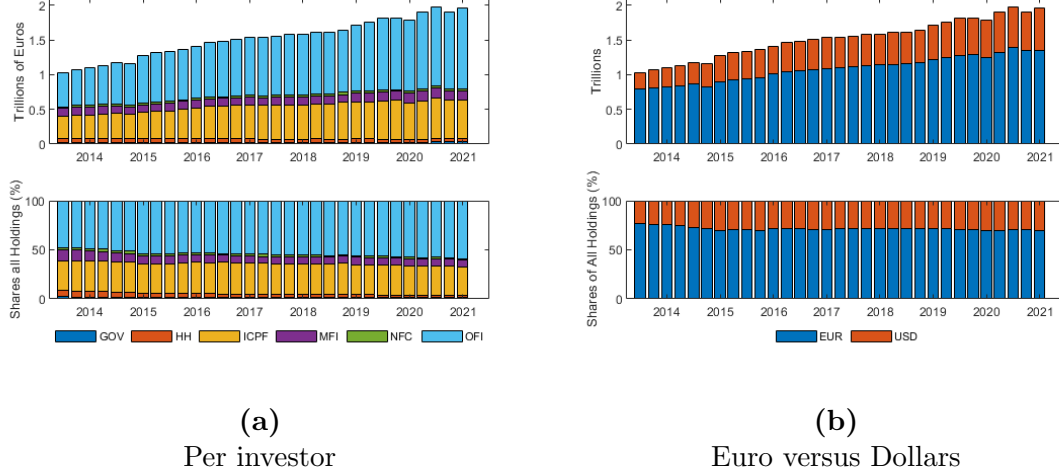 2
1.5
1
0.5
0
Trillions of Euros
2014 2015 2016 2017 2018 2019 2020 2021
100
50
0
Shares all Holdings (%)
2014 2015 2016 2017 2018 2019 2020 2021
GOV HH ICPF MFI NFC OFI
(a)
Per investor
2
1.5
1
0.5
0
Trillions
2014 2015 2016 2017 2018 2019 2020 2021
100
50
0
Shares of All Holdings (%)
2014 2015 2016 2017 2018 2019 2020 2021
EUR USD
(b)
Euro versus Dollars